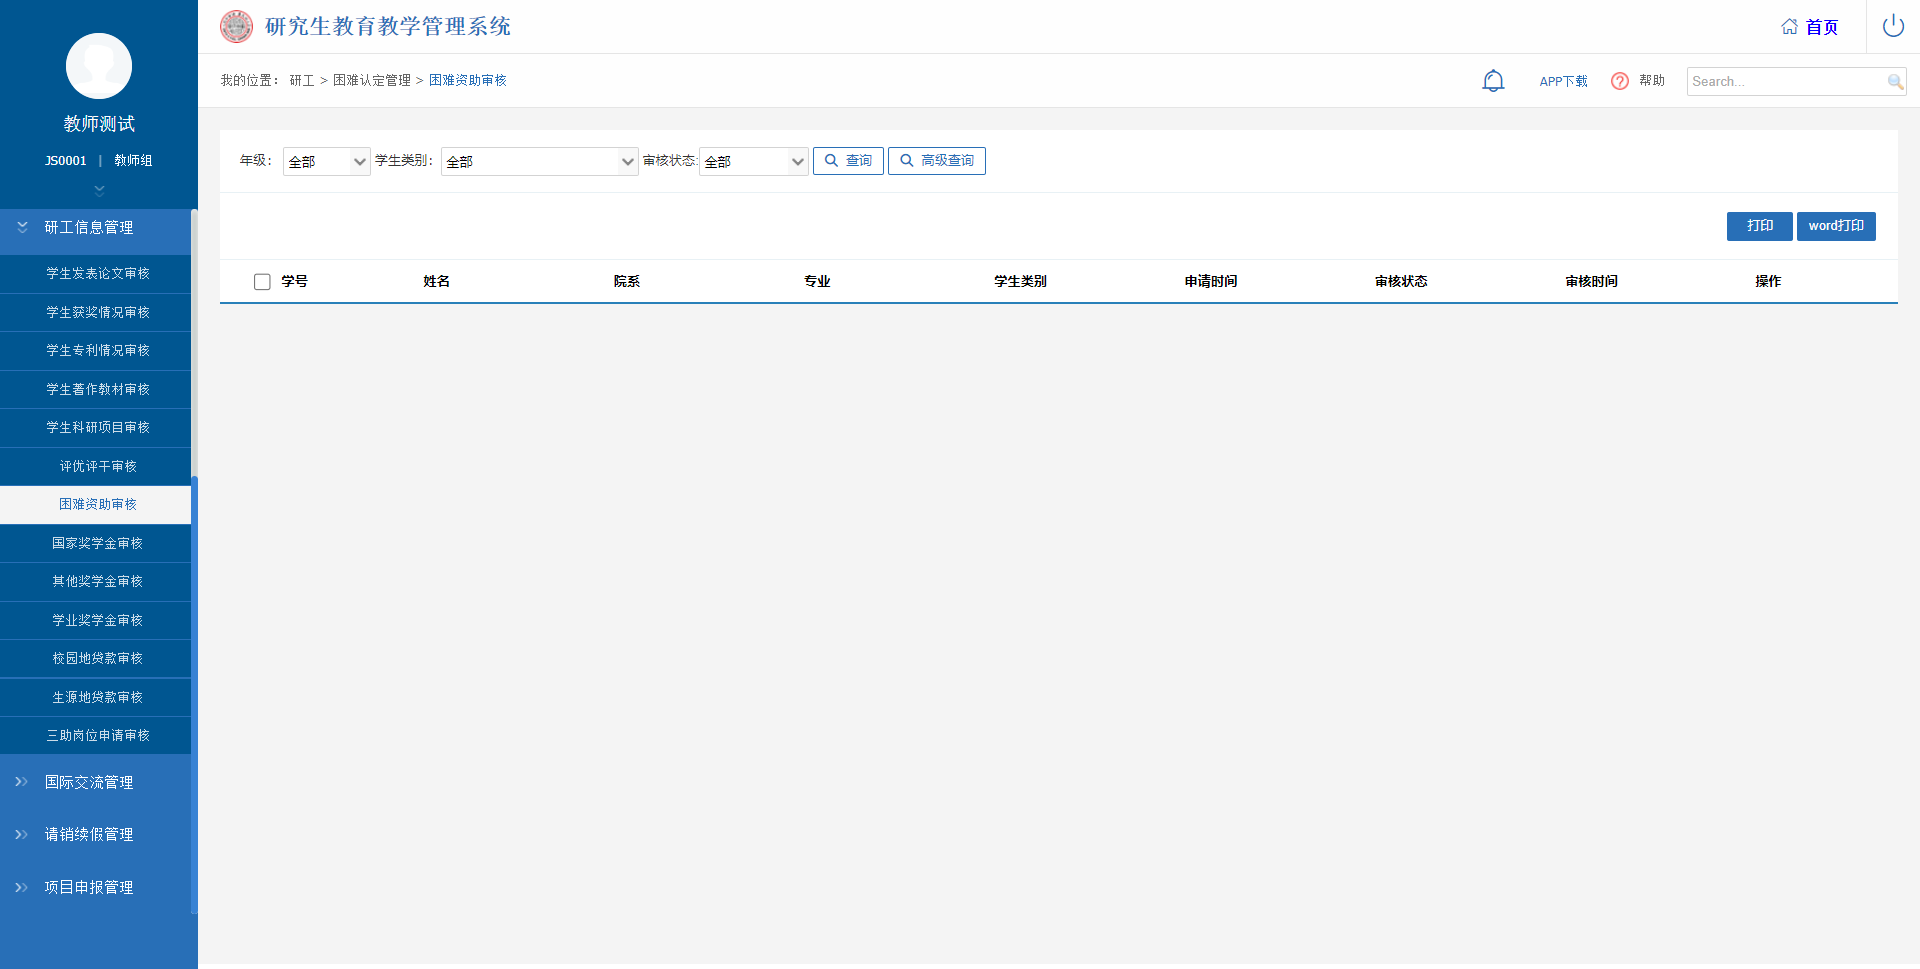 研究生教育教学管理系统
首页
教师测试
JS0001 | 教师组
我的位置： 研工 > 困难认定管理 > 困难资助审核
APP下载
帮助
Search...
年级： 全部 学生类别： 全部 审核状态: 全部 查询 高级查询
打印 word打印
学号 姓名 院系 专业 学生类别 申请时间 审核状态 审核时间 操作
研工信息管理
学生发表论文审核
学生获奖情况审核
学生专利情况审核
学生著作教材审核
学生科研项目审核
评优评干审核
困难资助审核
国家奖学金审核
其他奖学金审核
学业奖学金审核
校园地贷款审核
生源地贷款审核
三助岗位申请审核
国际交流管理
请销续假管理
项目申报管理